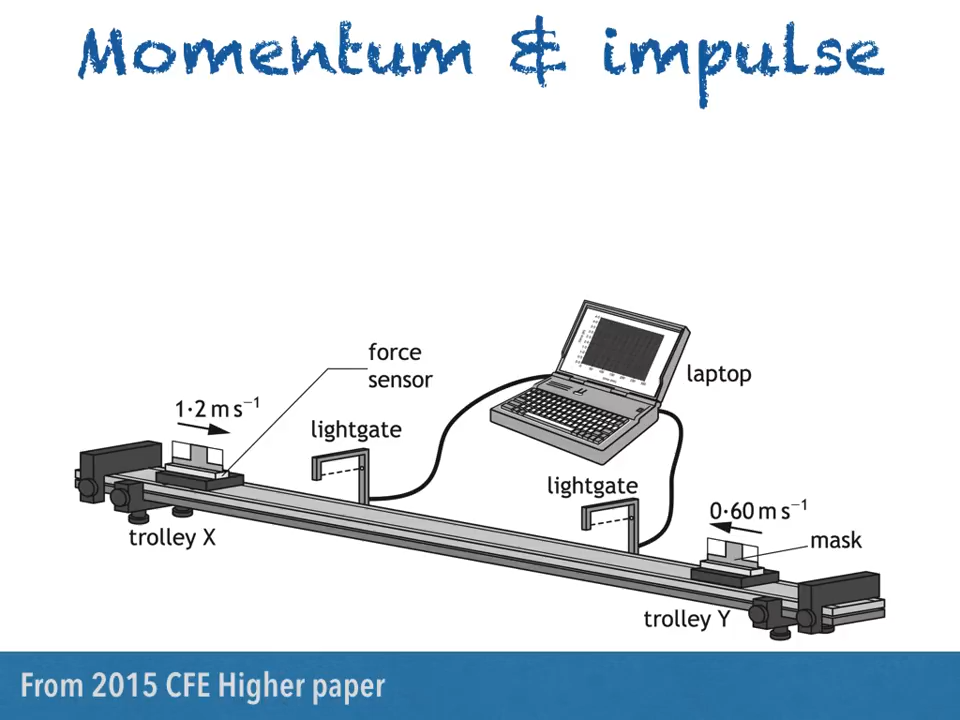 Momentum & impulse
force
sensor
1·2 m s⁻¹
lightgate
laptop
lightgate
0·60 m s⁻¹
mask
trolley X
trolley Y
From 2015 CFE Higher paper